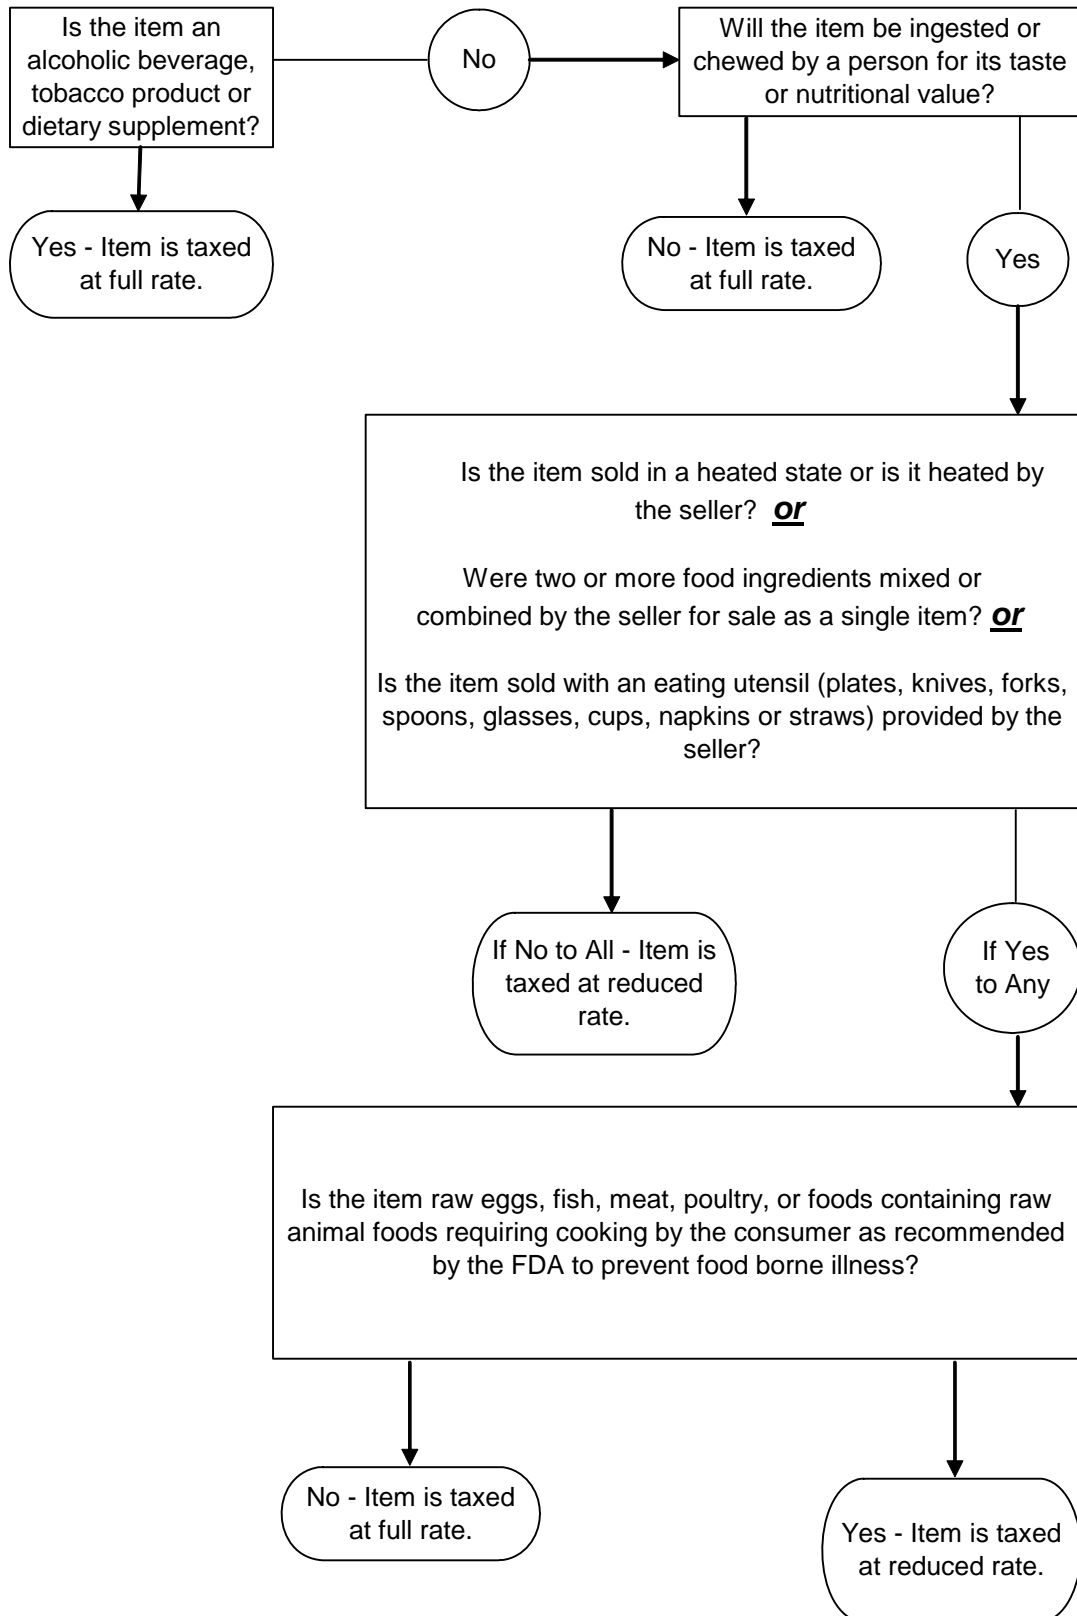 Is the item an
alcoholic beverage,
tobacco product or
dietary supplement?
No
Will the item be ingested or
chewed by a person for its taste
or nutritional value?
Yes - Item is taxed
at full rate.
No - Item is taxed
at full rate.
Yes
Is the item sold in a heated state or is it heated by
the seller? or
Were two or more food ingredients mixed or
combined by the seller for sale as a single item? or
Is the item sold with an eating utensil (plates, knives, forks,
spoons, glasses, cups, napkins or straws) provided by the
seller?
If No to All - Item is
taxed at reduced
rate.
If Yes
to Any
Is the item raw eggs, fish, meat, poultry, or foods containing raw
animal foods requiring cooking by the consumer as recommended
by the FDA to prevent food borne illness?
No - Item is taxed
at full rate.
Yes - Item is taxed
at reduced rate.